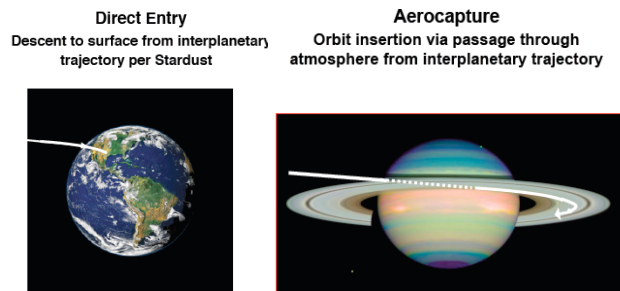 Direct Entry
Descent to surface from interplanetary
trajectory per Stardust
Aerocapture
Orbit insertion via passage through
atmosphere from interplanetary trajectory